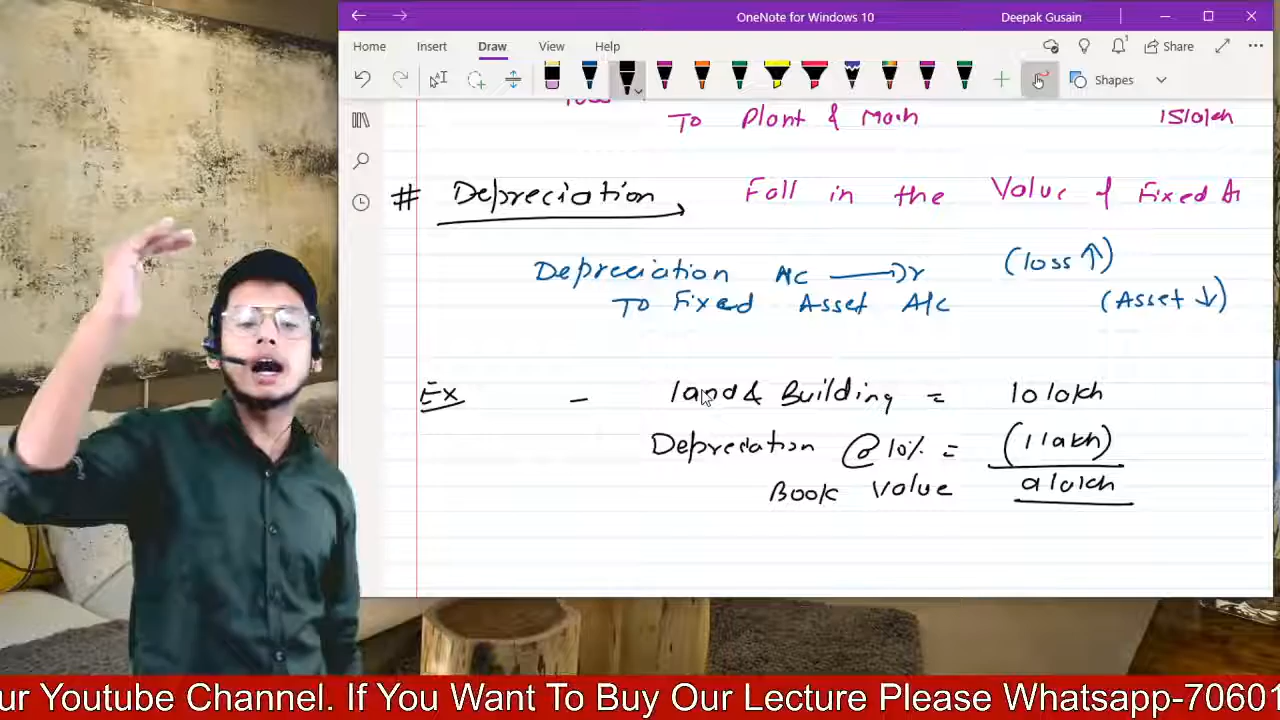 OneNote for Windows 10 Deepak Gusain
Home Insert Draw View Help Share
Shapes
loss
To Plant & Mach 15lakh
# Depreciation Fall in the Value of Fixed A
Depreciation A/c Dr (loss ↑)
To Fixed Asset A/c (Asset ↓)
Ex - land & Building = 10 lakh
Depreciation @ 10% = (1 lakh)
Book Value 9 lakh
ur Youtube Channel. If You Want To Buy Our Lecture Please Whatsapp-70601